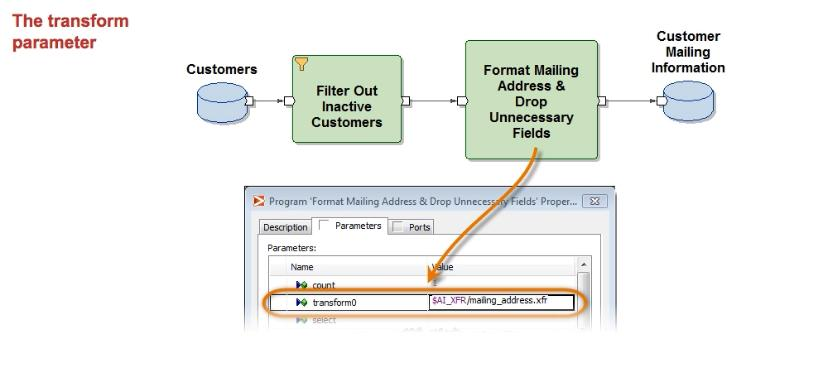 The transform
parameter
Customers
Filter Out
Inactive
Customers
Format Mailing
Address &
Drop
Unnecessary
Fields
Customer
Mailing
Information
Program 'Format Mailing Address & Drop Unnecessary Fields' Proper...
Description Parameters Ports
Parameters:
Name Value
count
transform0 $AI_XFR/mailing_address.xfr
select